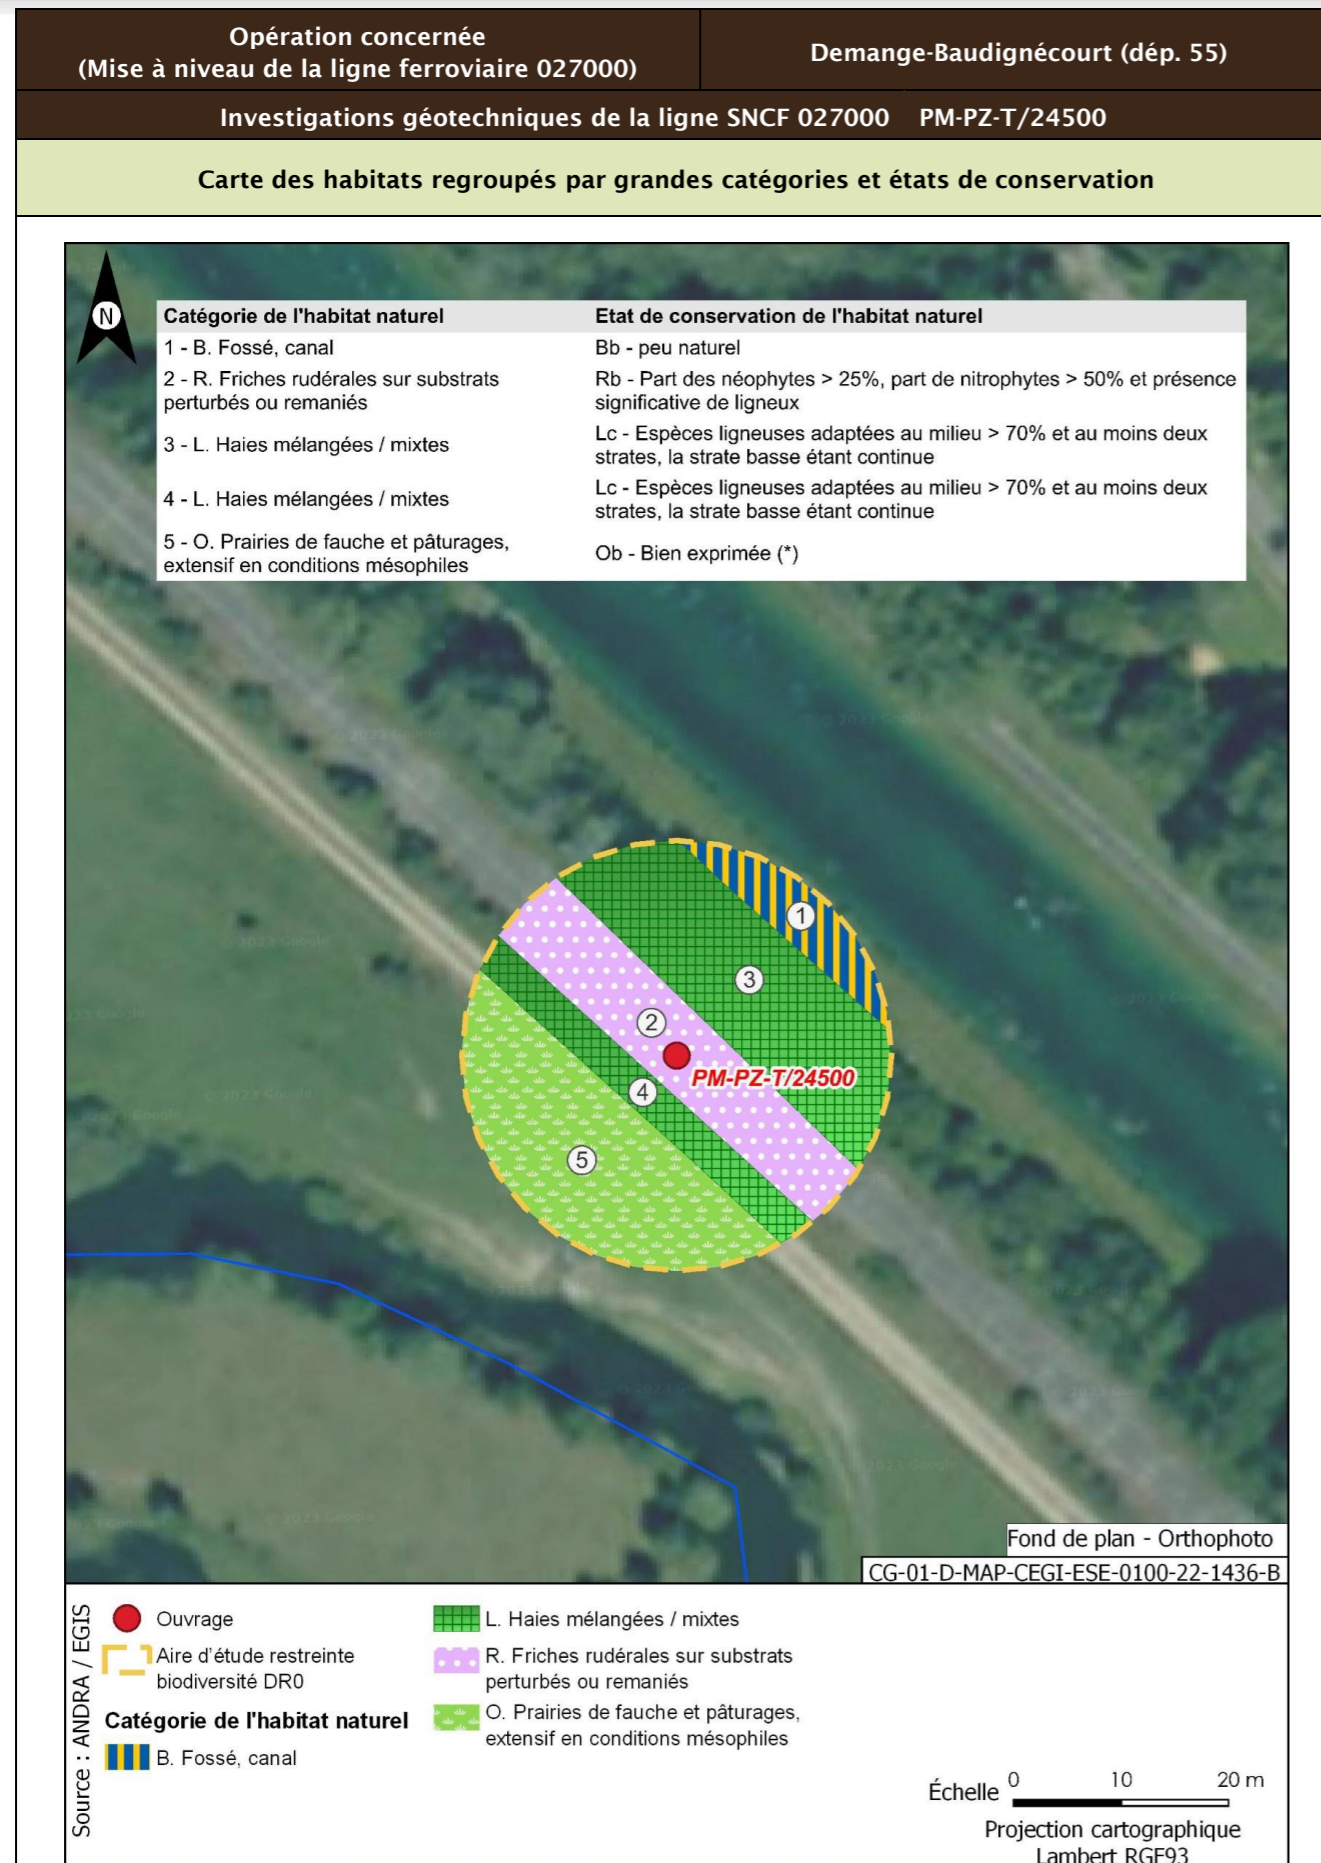 Opération concernée
(Mise à niveau de la ligne ferroviaire 027000)
Demange-Baudignécourt (dép. 55)
Investigations géotechniques de la ligne SNCF 027000 PM-PZ-T/24500
Carte des habitats regroupés par grandes catégories et états de conservation
N
Catégorie de l'habitat naturel
Etat de conservation de l'habitat naturel
1 - B. Fossé, canal
Bb - peu naturel
2 - R. Friches rudérales sur substrats
perturbés ou remaniés
Rb - Part des néophytes > 25%, part de nitrophytes > 50% et présence
significative de ligneux
3 - L. Haies mélangées / mixtes
Lc - Espèces ligneuses adaptées au milieu > 70% et au moins deux
strates, la strate basse étant continue
4 - L. Haies mélangées / mixtes
Lc - Espèces ligneuses adaptées au milieu > 70% et au moins deux
strates, la strate basse étant continue
5 - O. Prairies de fauche et pâturages,
extensif en conditions mésophiles
Ob - Bien exprimée (*)
1
3
2
PM-PZ-T/24500
4
5
Fond de plan - Orthophoto
CG-01-D-MAP-CEGI-ESE-0100-22-1436-B
Source : ANDRA / EGIS
Ouvrage
Aire d'étude restreinte
biodiversité DR0
Catégorie de l'habitat naturel
B. Fossé, canal
L. Haies mélangées / mixtes
R. Friches rudérales sur substrats
perturbés ou remaniés
O. Prairies de fauche et pâturages,
extensif en conditions mésophiles
Échelle 0 10 20 m
Projection cartographique
Lambert RGF93